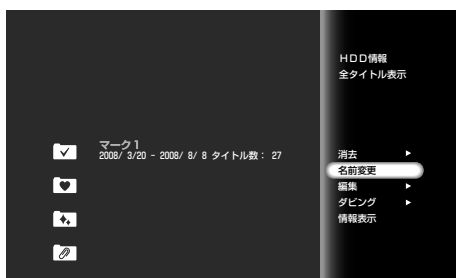 マーク1
2008/ 3/20 - 2008/ 8/ 8 タイトル数： 27
HDD情報
全タイトル表示
消去
名前変更
編集
ダビング
情報表示